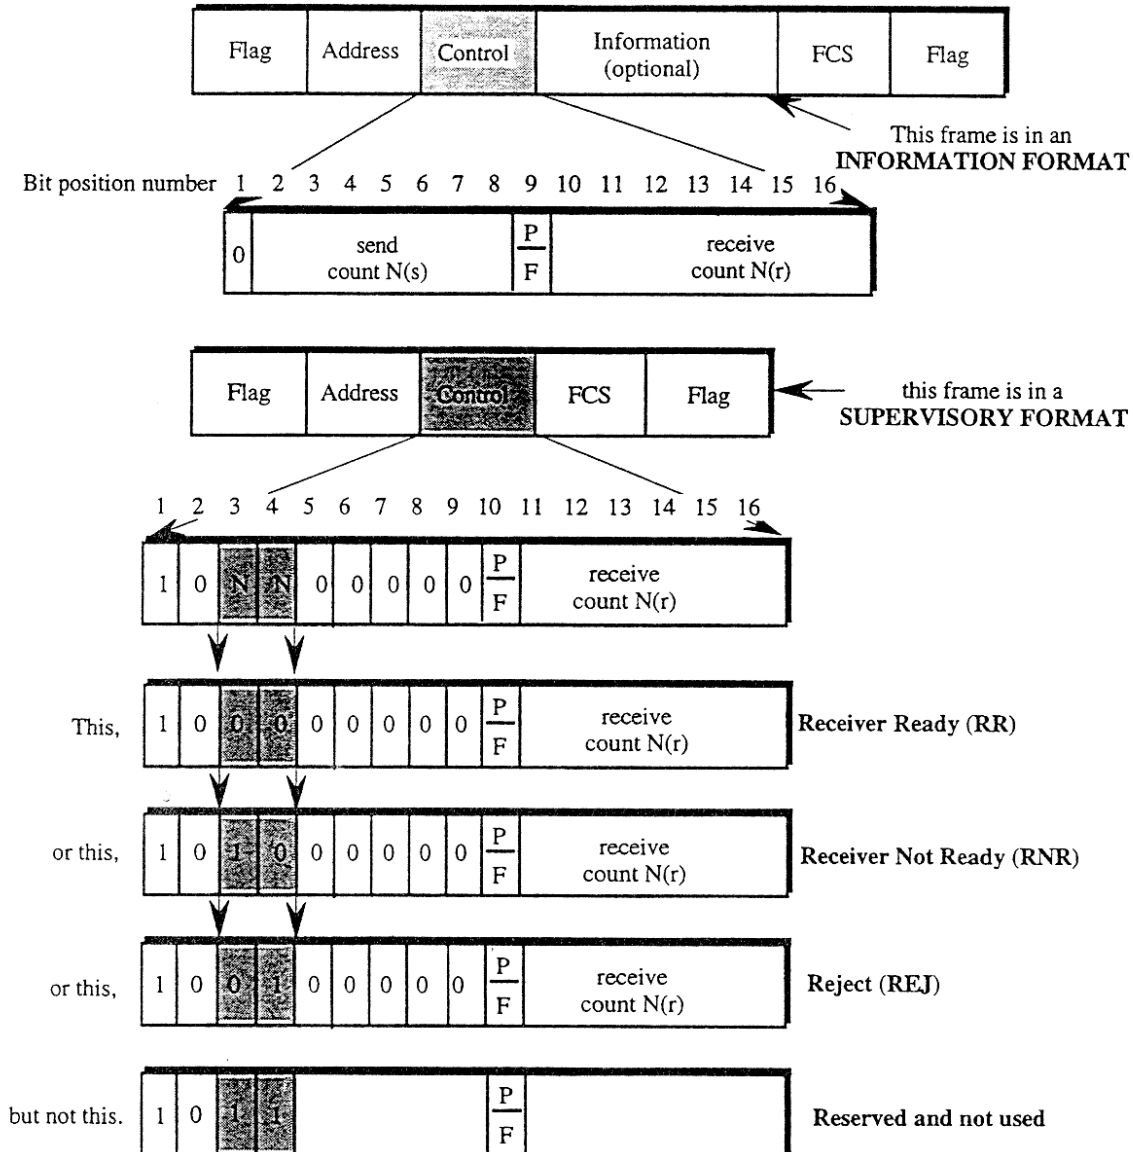 Flag Address Control Information FCS Flag
(optional)
This frame is in an
INFORMATION FORMAT
Bit position number 1 2 3 4 5 6 7 8 9 10 11 12 13 14 15 16
0 send P receive
count N(s) F count N(r)
Flag Address Control FCS Flag
this frame is in a
SUPERVISORY FORMAT
1 2 3 4 5 6 7 8 9 10 11 12 13 14 15 16
1 0 N N 0 0 0 0 0 P receive
F count N(r)
This, 1 0 0 0 0 0 0 0 0 P receive Receiver Ready (RR)
F count N(r)
or this, 1 0 1 0 0 0 0 0 0 P receive Receiver Not Ready (RNR)
F count N(r)
or this, 1 0 0 1 0 0 0 0 0 P receive Reject (REJ)
F count N(r)
but not this. 1 0 1 1 P Reserved and not used
F